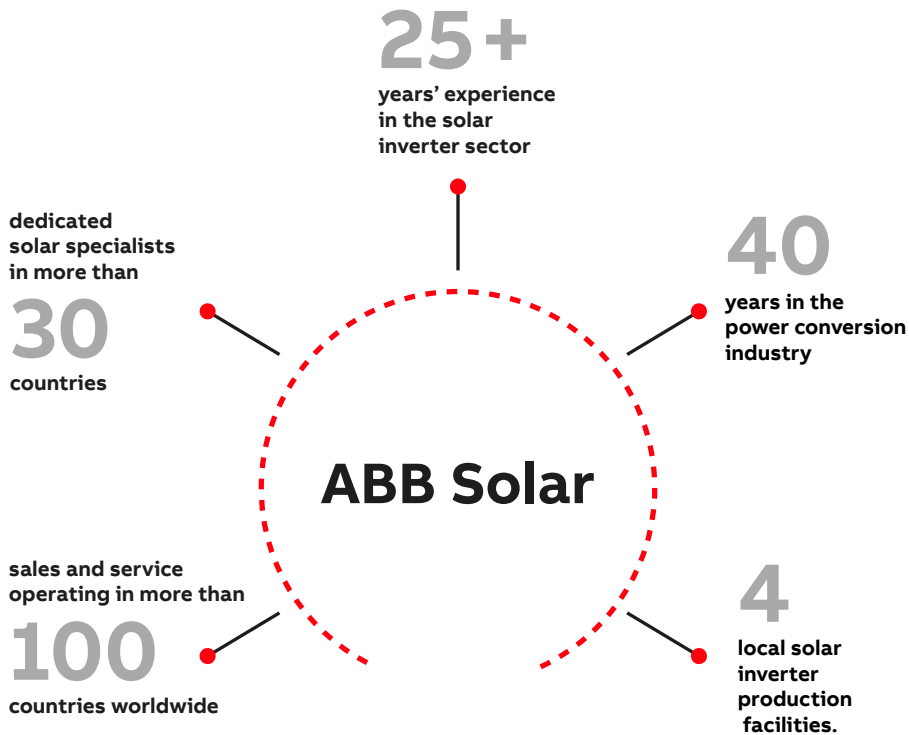 25+
years’ experience
in the solar
inverter sector
dedicated
solar specialists
in more than
30
countries
40
years in the
power conversion
industry
ABB Solar
sales and service
operating in more than
100
countries worldwide
4
local solar
inverter
production
facilities.